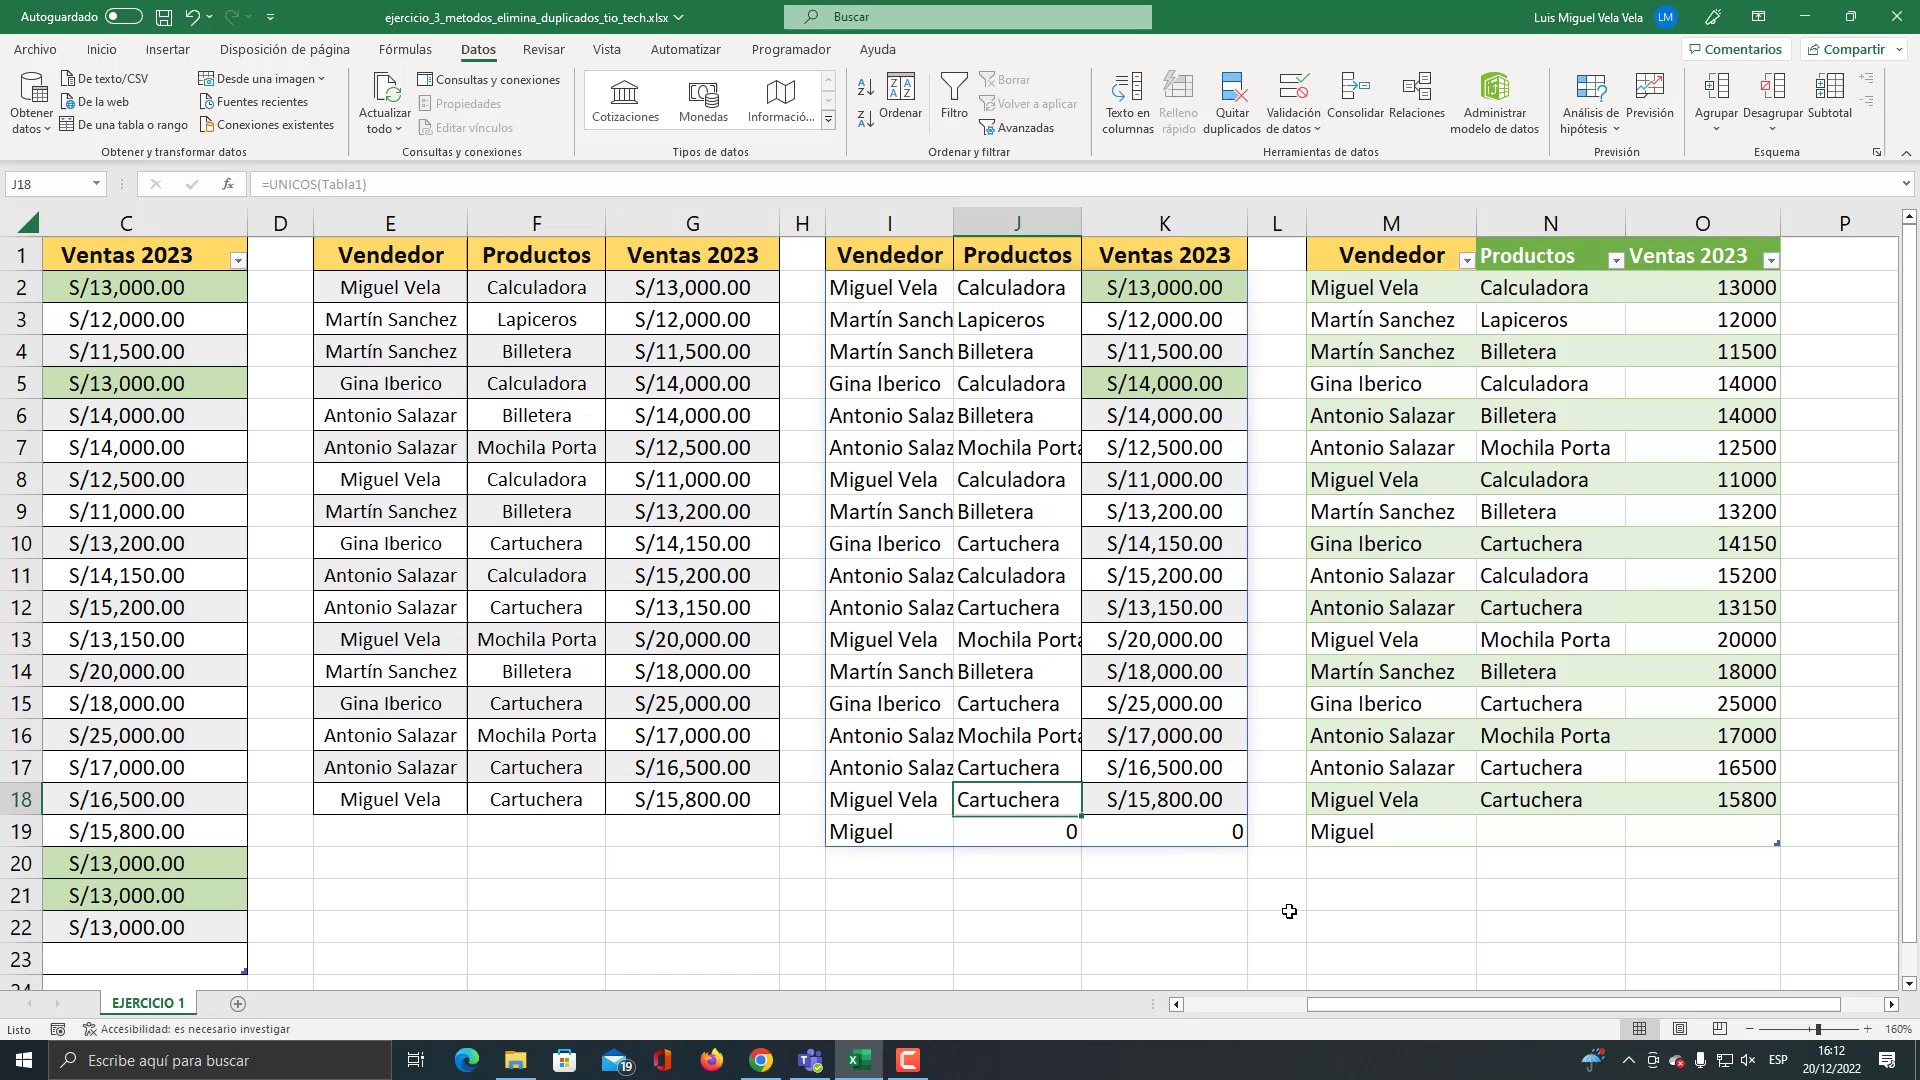 Autoguardado
ejercicio_3_metodos_elimina_duplicados_tio_tech.xlsx
Buscar
Luis Miguel Vela Vela LM
Archivo Inicio Insertar Disposición de página Fórmulas Datos Revisar Vista Automatizar Programador Ayuda Comentarios Compartir
Obtener datos
De texto/CSV
De la web
De una tabla o rango
Desde una imagen
Fuentes recientes
Conexiones existentes
Obtener y transformar datos
Actualizar todo
Consultas y conexiones
Propiedades
Editar vínculos
Consultas y conexiones
Cotizaciones Monedas Informació...
Tipos de datos
Ordenar
Filtro
Borrar
Volver a aplicar
Avanzadas
Ordenar y filtrar
Texto en columnas
Relleno rápido
Quitar duplicados
Validación de datos
Consolidar
Relaciones
Administrar modelo de datos
Herramientas de datos
Análisis de hipótesis
Previsión
Previsión
Agrupar Desagrupar Subtotal
Esquema
J18 fx =UNICOS(Tabla1)
C D E F G H I J K L M N O P
1 Ventas 2023 Vendedor Productos Ventas 2023 Vendedor Productos Ventas 2023 Vendedor Productos Ventas 2023
2 S/13,000.00 Miguel Vela Calculadora S/13,000.00 Miguel Vela Calculadora S/13,000.00 Miguel Vela Calculadora 13000
3 S/12,000.00 Martín Sanchez Lapiceros S/12,000.00 Martín Sanch Lapiceros S/12,000.00 Martín Sanchez Lapiceros 12000
4 S/11,500.00 Martín Sanchez Billetera S/11,500.00 Martín Sanch Billetera S/11,500.00 Martín Sanchez Billetera 11500
5 S/13,000.00 Gina Iberico Calculadora S/14,000.00 Gina Iberico Calculadora S/14,000.00 Gina Iberico Calculadora 14000
6 S/14,000.00 Antonio Salazar Billetera S/14,000.00 Antonio Salaz Billetera S/14,000.00 Antonio Salazar Billetera 14000
7 S/14,000.00 Antonio Salazar Mochila Porta S/12,500.00 Antonio Salaz Mochila Porta S/12,500.00 Antonio Salazar Mochila Porta 12500
8 S/12,500.00 Miguel Vela Calculadora S/11,000.00 Miguel Vela Calculadora S/11,000.00 Miguel Vela Calculadora 11000
9 S/11,000.00 Martín Sanchez Billetera S/13,200.00 Martín Sanch Billetera S/13,200.00 Martín Sanchez Billetera 13200
10 S/13,200.00 Gina Iberico Cartuchera S/14,150.00 Gina Iberico Cartuchera S/14,150.00 Gina Iberico Cartuchera 14150
11 S/14,150.00 Antonio Salazar Calculadora S/15,200.00 Antonio Salaz Calculadora S/15,200.00 Antonio Salazar Calculadora 15200
12 S/15,200.00 Antonio Salazar Cartuchera S/13,150.00 Antonio Salaz Cartuchera S/13,150.00 Antonio Salazar Cartuchera 13150
13 S/13,150.00 Miguel Vela Mochila Porta S/20,000.00 Miguel Vela Mochila Porta S/20,000.00 Miguel Vela Mochila Porta 20000
14 S/20,000.00 Martín Sanchez Billetera S/18,000.00 Martín Sanch Billetera S/18,000.00 Martín Sanchez Billetera 18000
15 S/18,000.00 Gina Iberico Cartuchera S/25,000.00 Gina Iberico Cartuchera S/25,000.00 Gina Iberico Cartuchera 25000
16 S/25,000.00 Antonio Salazar Mochila Porta S/17,000.00 Antonio Salaz Mochila Porta S/17,000.00 Antonio Salazar Mochila Porta 17000
17 S/17,000.00 Antonio Salazar Cartuchera S/16,500.00 Antonio Salaz Cartuchera S/16,500.00 Antonio Salazar Cartuchera 16500
18 S/16,500.00 Miguel Vela Cartuchera S/15,800.00 Miguel Vela Cartuchera S/15,800.00 Miguel Vela Cartuchera 15800
19 S/15,800.00 Miguel 0 0 Miguel
20 S/13,000.00
21 S/13,000.00
22 S/13,000.00
23
24
EJERCICIO 1
Listo Accesibilidad: es necesario investigar 160%
Escribe aquí para buscar 19 ESP 16:12
20/12/2022